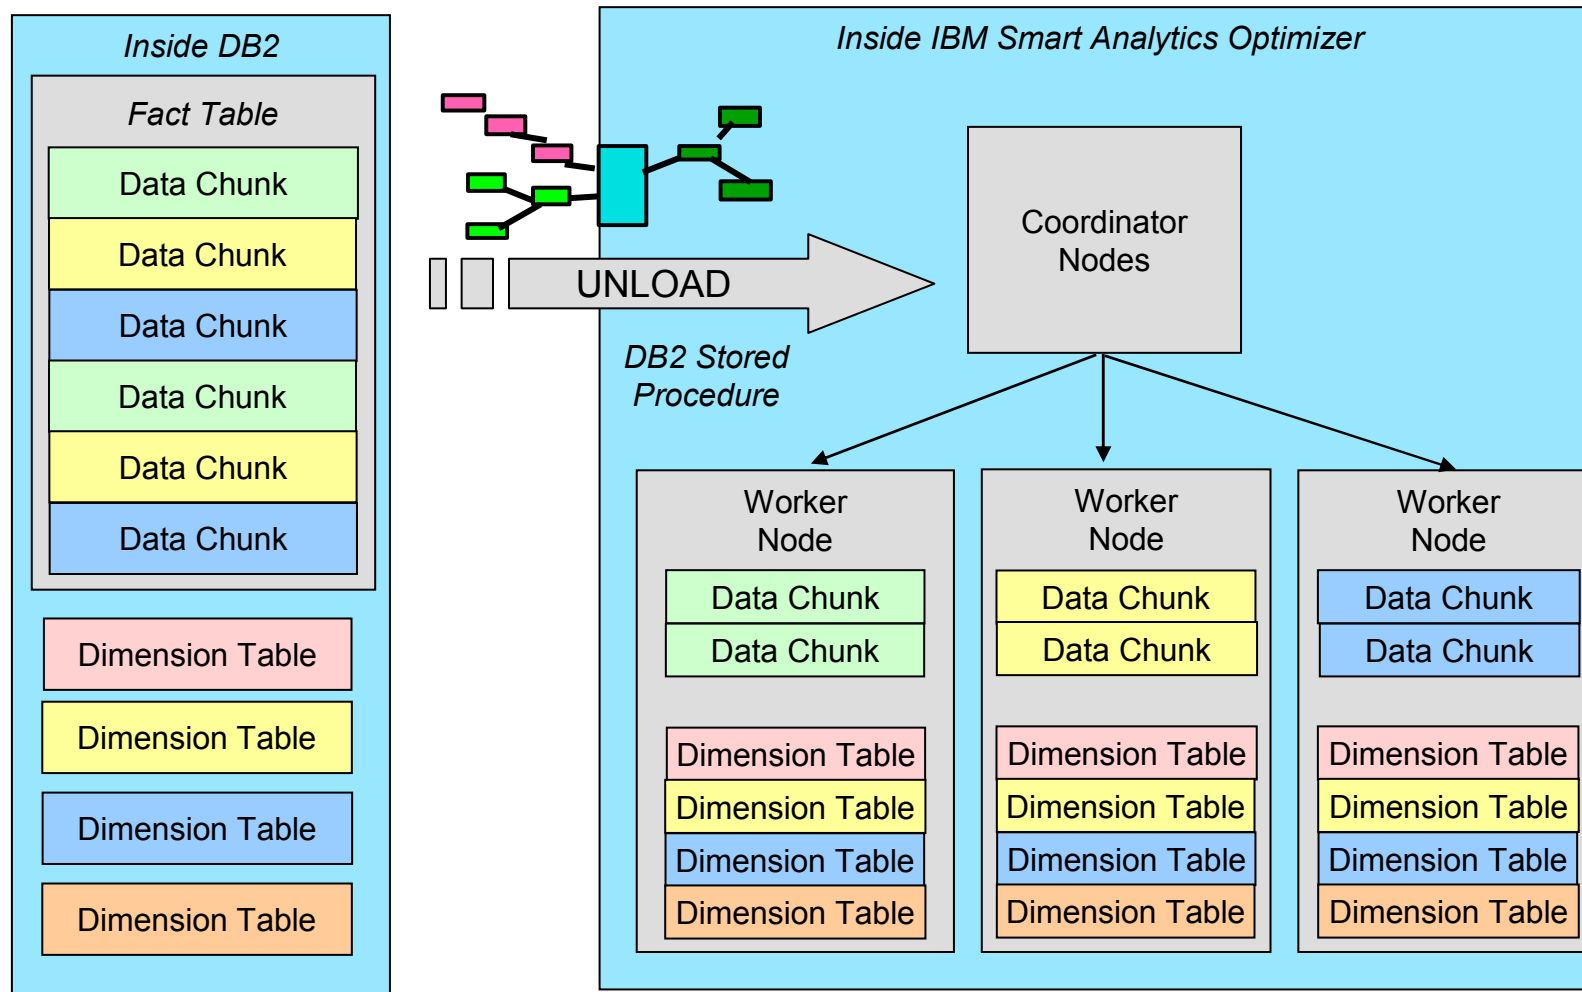 Inside DB2
Fact Table
Data Chunk
Data Chunk
Data Chunk
Data Chunk
Data Chunk
Data Chunk
Dimension Table
Dimension Table
Dimension Table
Dimension Table
UNLOAD
Inside IBM Smart Analytics Optimizer
DB2 Stored
Procedure
Coordinator
Nodes
Worker
Node
Data Chunk
Data Chunk
Dimension Table
Dimension Table
Dimension Table
Dimension Table
Worker
Node
Data Chunk
Data Chunk
Dimension Table
Dimension Table
Dimension Table
Dimension Table
Worker
Node
Data Chunk
Data Chunk
Dimension Table
Dimension Table
Dimension Table
Dimension Table